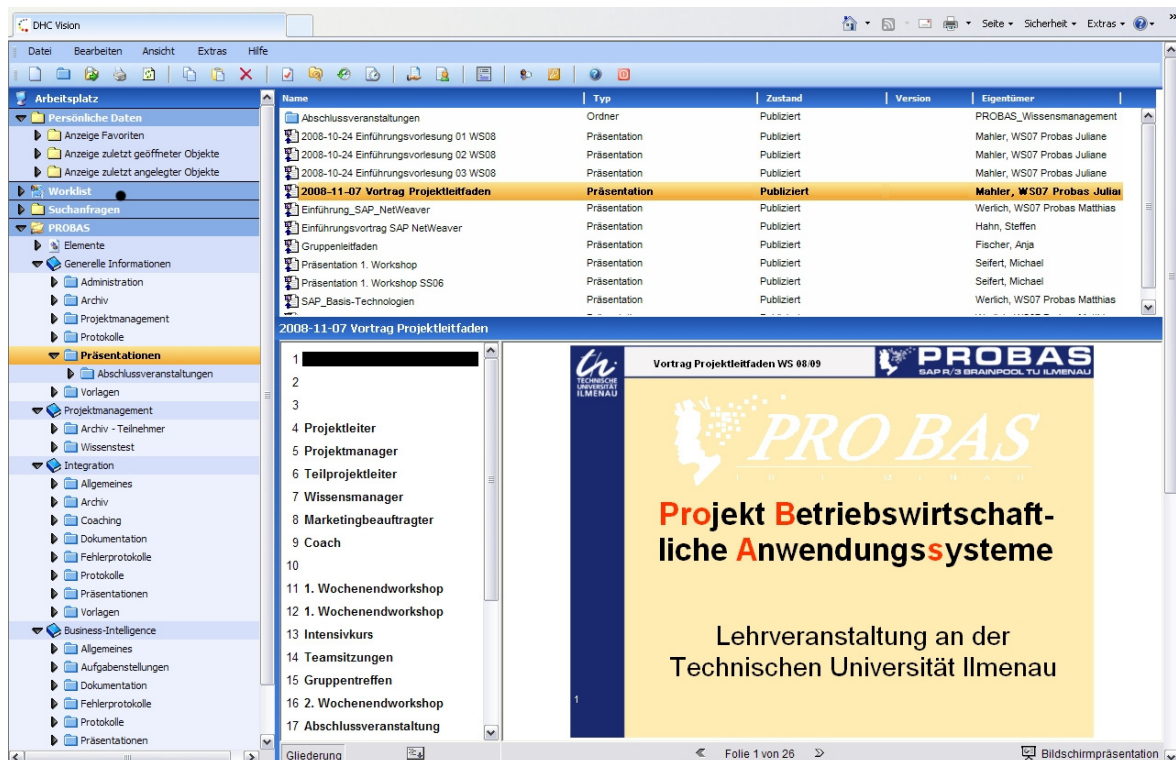 DHC Vision
Seite
Sicherheit
Extras
Datei Bearbeiten Ansicht Extras Hilfe
Arbeitsplatz
Persönliche Daten
Anzeige Favoriten
Anzeige zuletzt geöffneter Objekte
Anzeige zuletzt angelegter Objekte
Worklist
Suchanfragen
PROBAS
Elemente
Generelle Informationen
Administration
Archiv
Projektmanagement
Protokolle
Präsentationen
Abschlussveranstaltungen
Vorlagen
Projektmanagement
Archiv - Teilnehmer
Wissenstest
Integration
Allgemeines
Archiv
Coaching
Dokumentation
Fehlerprotokolle
Protokolle
Präsentationen
Vorlagen
Business-Intelligence
Allgemeines
Aufgabenstellungen
Dokumentation
Fehlerprotokolle
Protokolle
Präsentationen
Name Typ Zustand Version Eigentümer
Abschlussveranstaltungen Ordner Publiziert PROBAS_Wissensmanagement
2008-10-24 Einführungsvorlesung 01 WS08 Präsentation Publiziert Mahler, WS07 Probas Juliane
2008-10-24 Einführungsvorlesung 02 WS08 Präsentation Publiziert Mahler, WS07 Probas Juliane
2008-10-24 Einführungsvorlesung 03 WS08 Präsentation Publiziert Mahler, WS07 Probas Juliane
2008-11-07 Vortrag Projektleitfaden Präsentation Publiziert Mahler, WS07 Probas Julian
Einführung_SAP_NetWeaver Präsentation Publiziert Werlich, WS07 Probas Matthias
Einführungsvortrag SAP NetWeaver Präsentation Publiziert Hahn, Steffen
Gruppenleitfaden Präsentation Publiziert Fischer, Anja
Präsentation 1. Workshop Präsentation Publiziert Seifert, Michael
Präsentation 1. Workshop SS06 Präsentation Publiziert Seifert, Michael
SAP_Basis-Technologien Präsentation Publiziert Werlich, WS07 Probas Matthias
2008-11-07 Vortrag Projektleitfaden
1
2
3
4 Projektleiter
5 Projektmanager
6 Teilprojektleiter
7 Wissensmanager
8 Marketingbeauftragter
9 Coach
10
11 1. Wochenendworkshop
12 1. Wochenendworkshop
13 Intensivkurs
14 Teamsitzungen
15 Gruppentreffen
16 2. Wochenendworkshop
17 Abschlussveranstaltung
Gliederung
th
TECHNISCHE
UNIVERSITÄT
ILMENAU
Vortrag Projektleitfaden WS 08/09
PROBAS
SAP R/3 BRAINPOOL TU ILMENAU
PRO BAS
Projekt Betriebswirtschaft-
liche Anwendungssysteme
Lehrveranstaltung an der
Technischen Universität Ilmenau
1
Folie 1 von 26
Bildschirmpräsentation